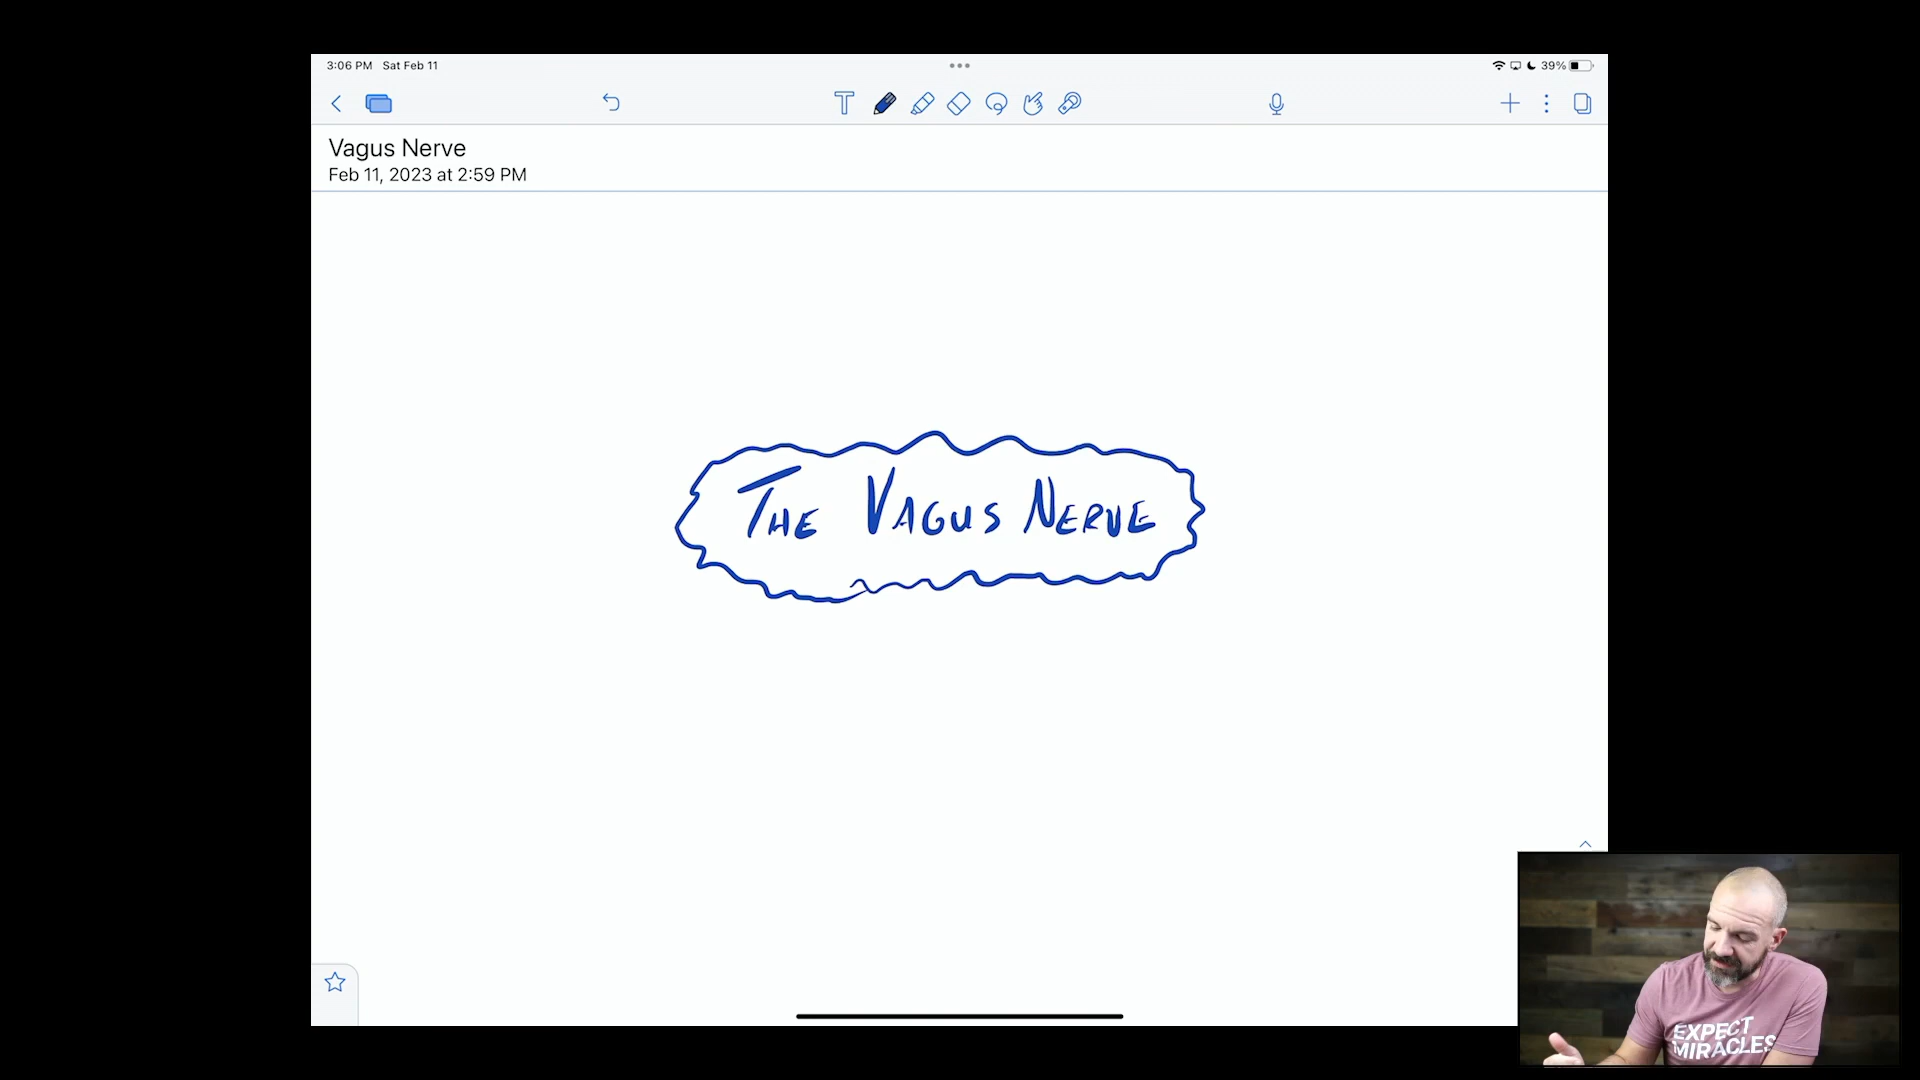 3:06 PM Sat Feb 11
39%
Vagus Nerve
Feb 11, 2023 at 2:59 PM
THE VAGUS NERVE
EXPECT
MIRACLES